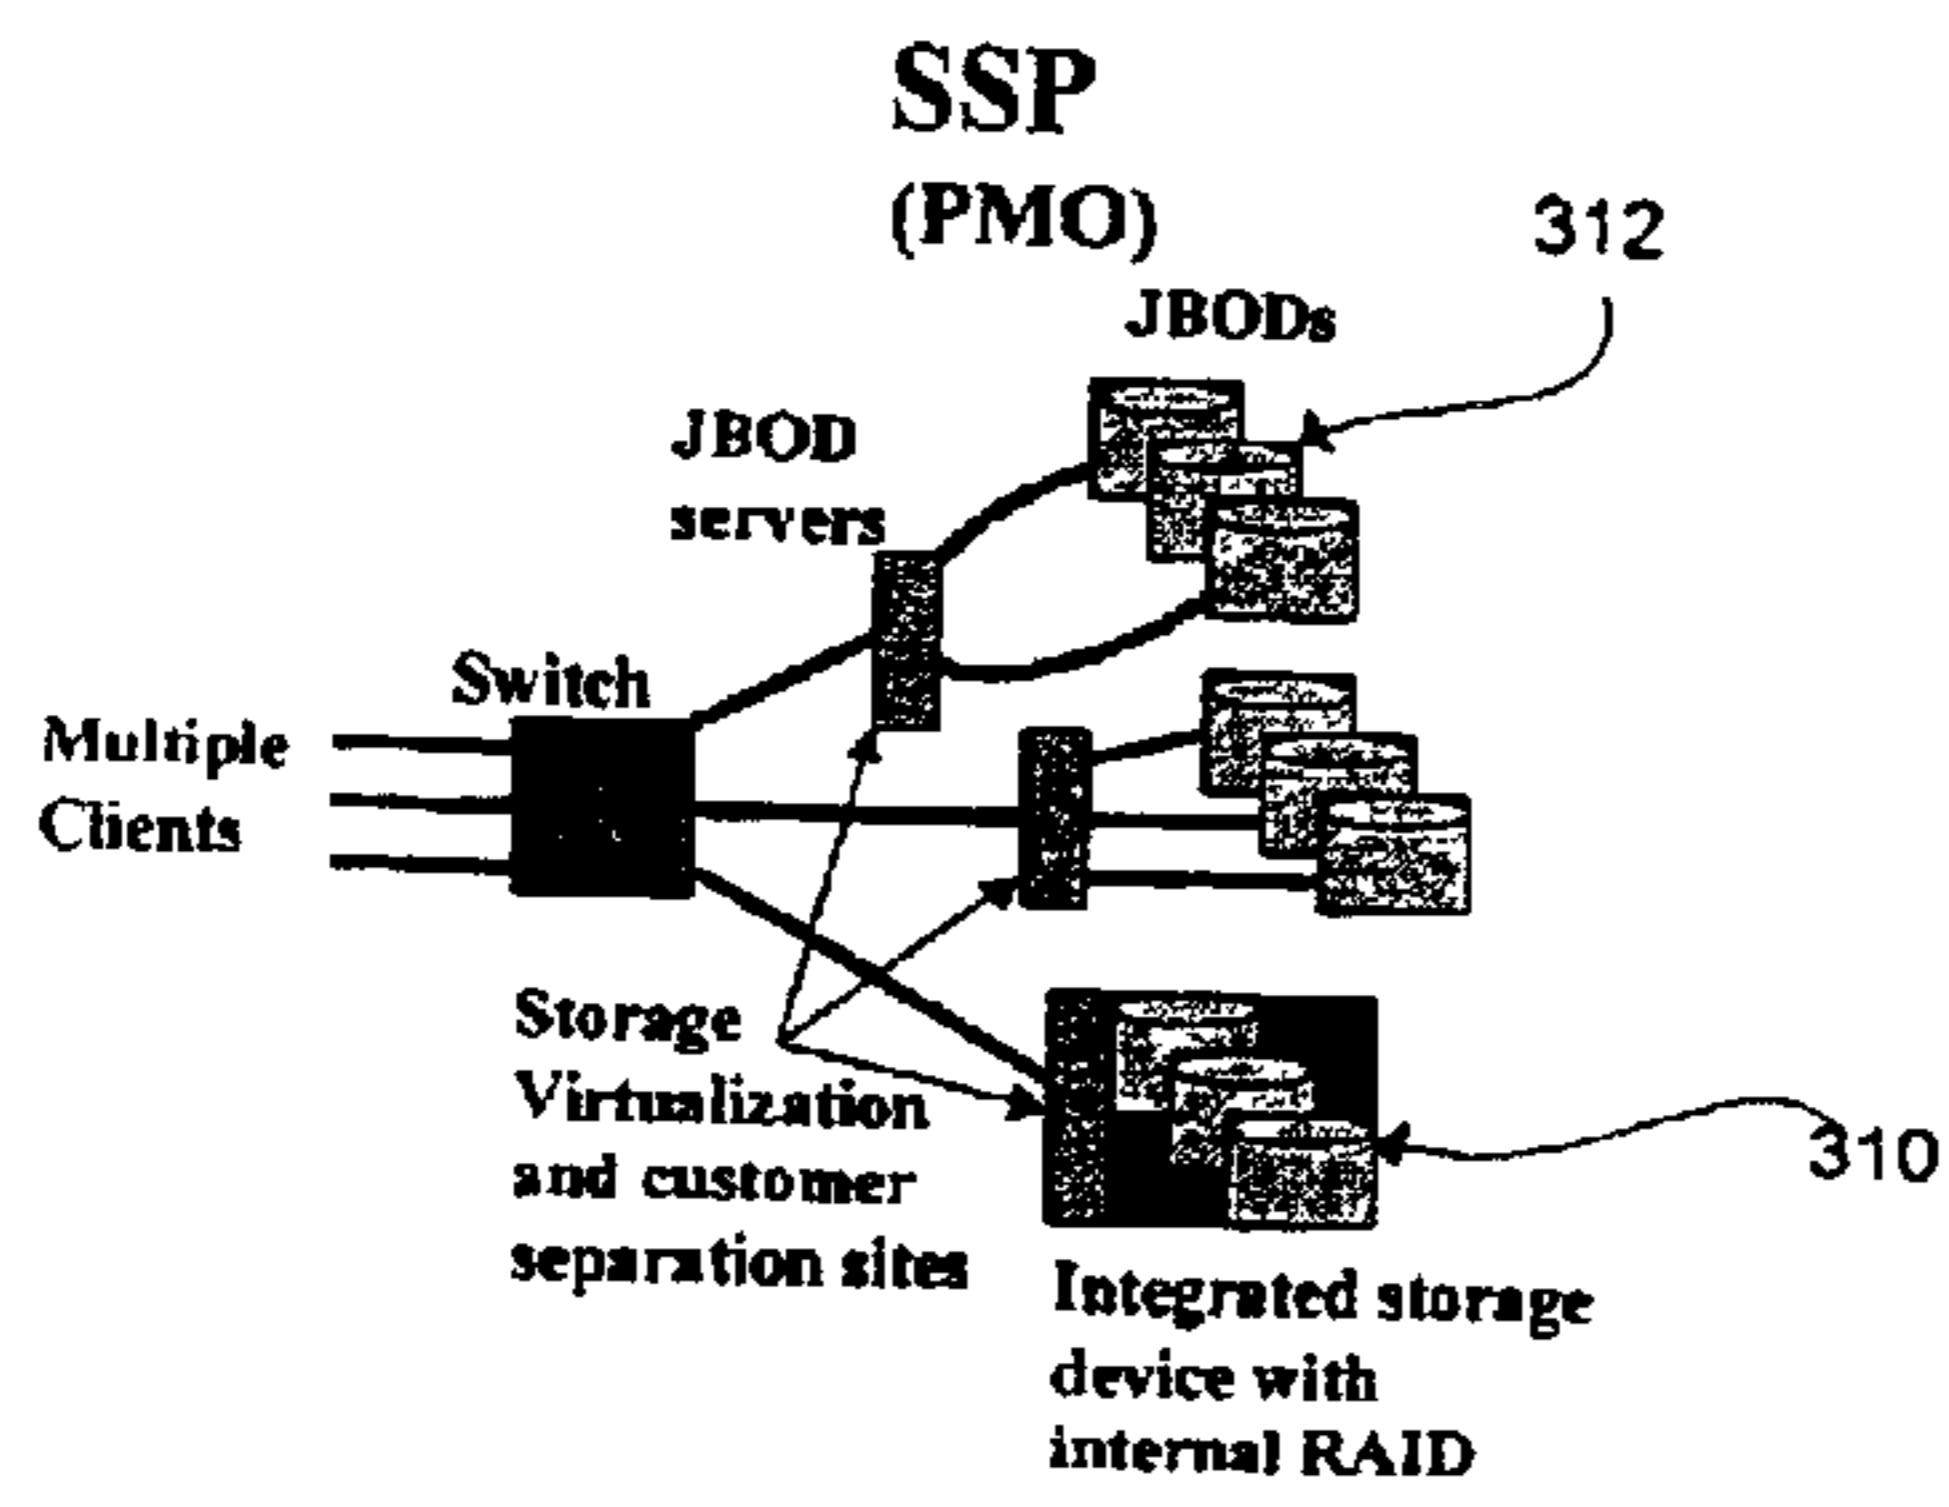 SSP
(PMO)
312
JBODs
JBOD
servers
Switch
Multiple
Clients
Storage
Virtualization
and customer
separation sites
310
Integrated storage
device with
internal RAID